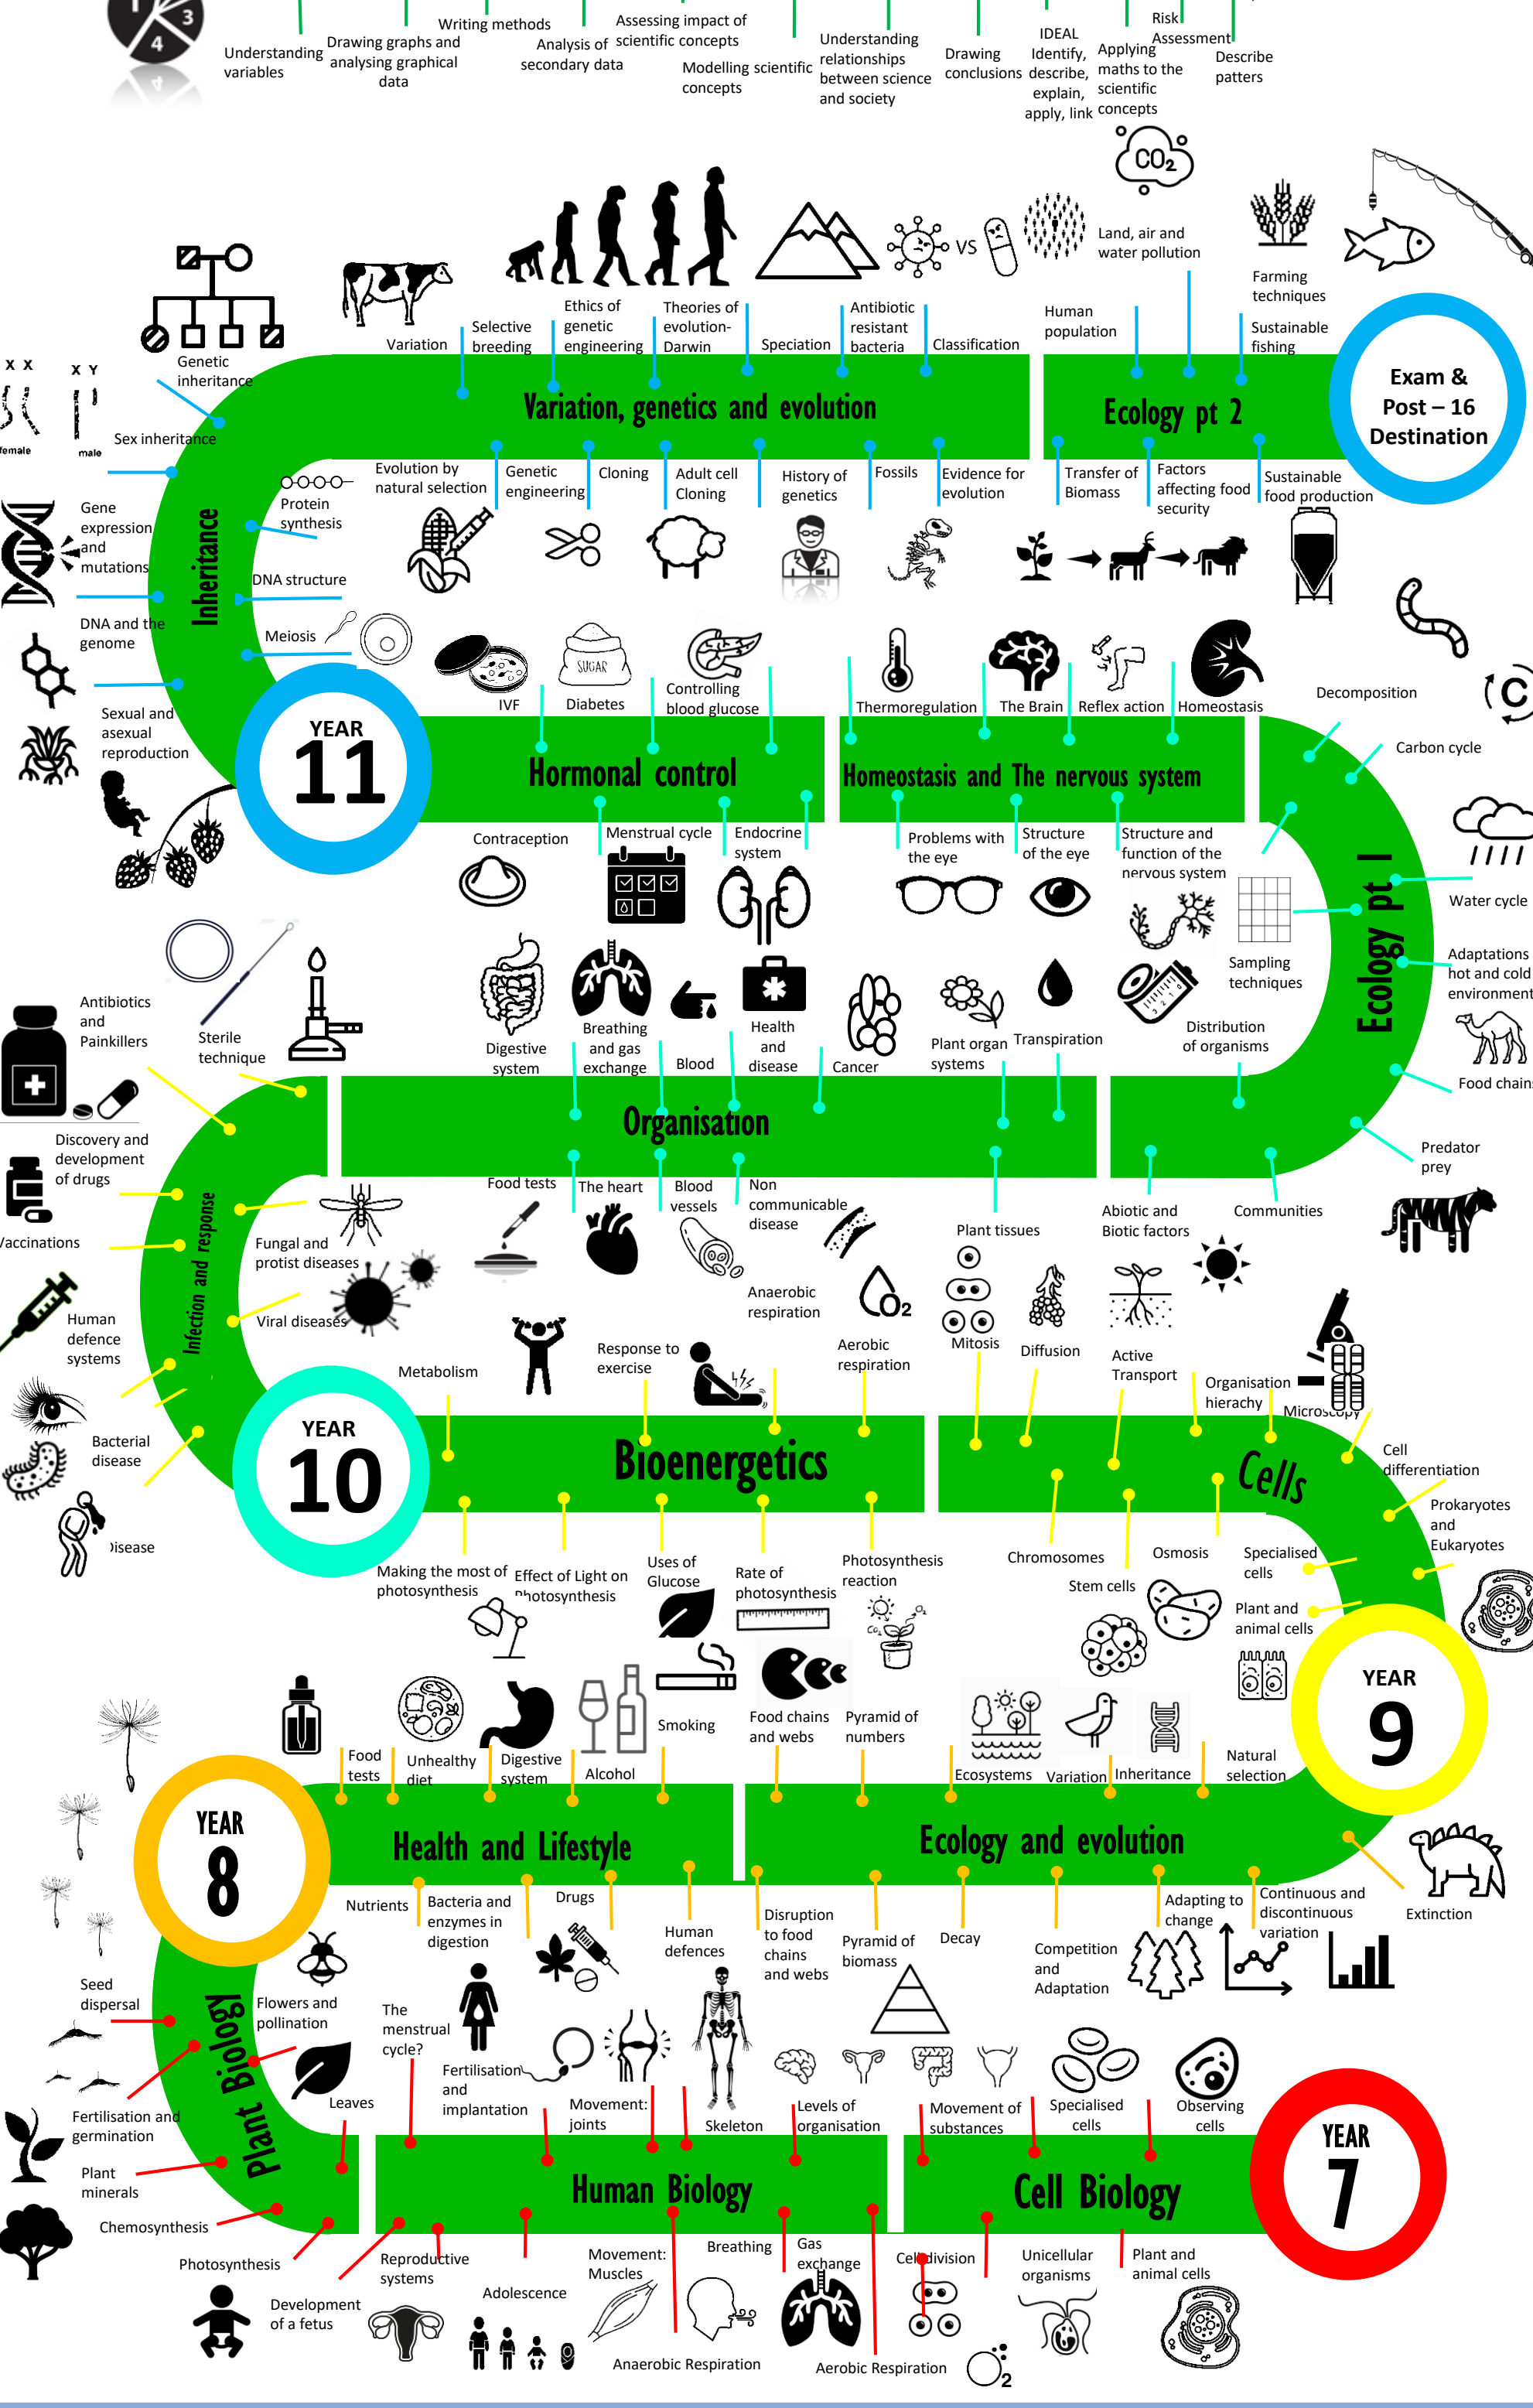 1
3
4
Understanding
variables
Drawing graphs and
analysing graphical
data
Writing methods
Analysis of
secondary data
Assessing impact of
scientific concepts
Modelling scientific
concepts
Understanding
relationships
between science
and society
Drawing
conclusions
IDEAL
Identify,
describe,
explain,
apply, link
Applying
maths to the
scientific
concepts
Risk
Assessment
Describe
patters
CO2
VS
Land, air and
water pollution
Farming
techniques
Human
population
Sustainable
fishing
Variation
Selective
breeding
Ethics of
genetic
engineering
Theories of
evolution-
Darwin
Speciation
Antibiotic
resistant
bacteria
Classification
Genetic
inheritance
X X
X Y
female
male
Sex inheritance
Variation, genetics and evolution
Ecology pt 2
Exam &
Post – 16
Destination
Evolution by
natural selection
Genetic
engineering
Cloning
Adult cell
Cloning
History of
genetics
Fossils
Evidence for
evolution
Transfer of
Biomass
Factors
affecting food
security
Sustainable
food production
Protein
synthesis
Gene
expression
and
mutations
Inheritance
DNA structure
DNA and the
genome
Meiosis
Sexual and
asexual
reproduction
SUGAR
IVF
Diabetes
Controlling
blood glucose
Thermoregulation
The Brain
Reflex action
Homeostasis
Decomposition
C
Carbon cycle
YEAR
11
Hormonal control
Homeostasis and The nervous system
Ecology pt 1
Contraception
Menstrual cycle
Endocrine
system
Problems with
the eye
Structure
of the eye
Structure and
function of the
nervous system
Water cycle
Sampling
techniques
Adaptations
hot and cold
environment
Antibiotics
and
Painkillers
Sterile
technique
Digestive
system
Breathing
and gas
exchange
Blood
Health
and
disease
Cancer
Plant organ
systems
Transpiration
Distribution
of organisms
Food chains
Organisation
Discovery and
development
of drugs
Predator
prey
Vaccinations
Infection and response
Fungal and
protist diseases
Food tests
The heart
Blood
vessels
Non
communicable
disease
Plant tissues
Abiotic and
Biotic factors
Communities
Human
defence
systems
Viral diseases
Anaerobic
respiration
O2
Metabolism
Response to
exercise
Aerobic
respiration
Mitosis
Diffusion
Active
Transport
Organisation
hierachy
Microscopy
Bacterial
disease
YEAR
10
Bioenergetics
Cells
Cell
differentiation
Prokaryotes
and
Eukaryotes
Disease
Making the most of
photosynthesis
Effect of Light on
Photosynthesis
Uses of
Glucose
Rate of
photosynthesis
Photosynthesis
reaction
Chromosomes
Stem cells
Osmosis
Specialised
cells
Plant and
animal cells
YEAR
9
Food
tests
Unhealthy
diet
Digestive
system
Alcohol
Smoking
Food chains
and webs
Pyramid of
numbers
Ecosystems
Variation
Inheritance
Natural
selection
YEAR
8
Health and Lifestyle
Ecology and evolution
Nutrients
Bacteria and
enzymes in
digestion
Drugs
Human
defences
Disruption
to food
chains
and webs
Pyramid of
biomass
Decay
Competition
and
Adaptation
Adapting to
change
Continuous and
discontinuous
variation
Extinction
Seed
dispersal
Plant Biology
Flowers and
pollination
The
menstrual
cycle?
Fertilisation
and
implantation
Leaves
Movement:
joints
Skeleton
Levels of
organisation
Movement of
substances
Specialised
cells
Observing
cells
Fertilisation and
germination
Plant
minerals
Human Biology
Cell Biology
YEAR
7
Chemosynthesis
Photosynthesis
Reproductive
systems
Development
of a fetus
Adolescence
Movement:
Muscles
Breathing
Gas
exchange
Cell division
Unicellular
organisms
Plant and
animal cells
Anaerobic Respiration
Aerobic Respiration
2